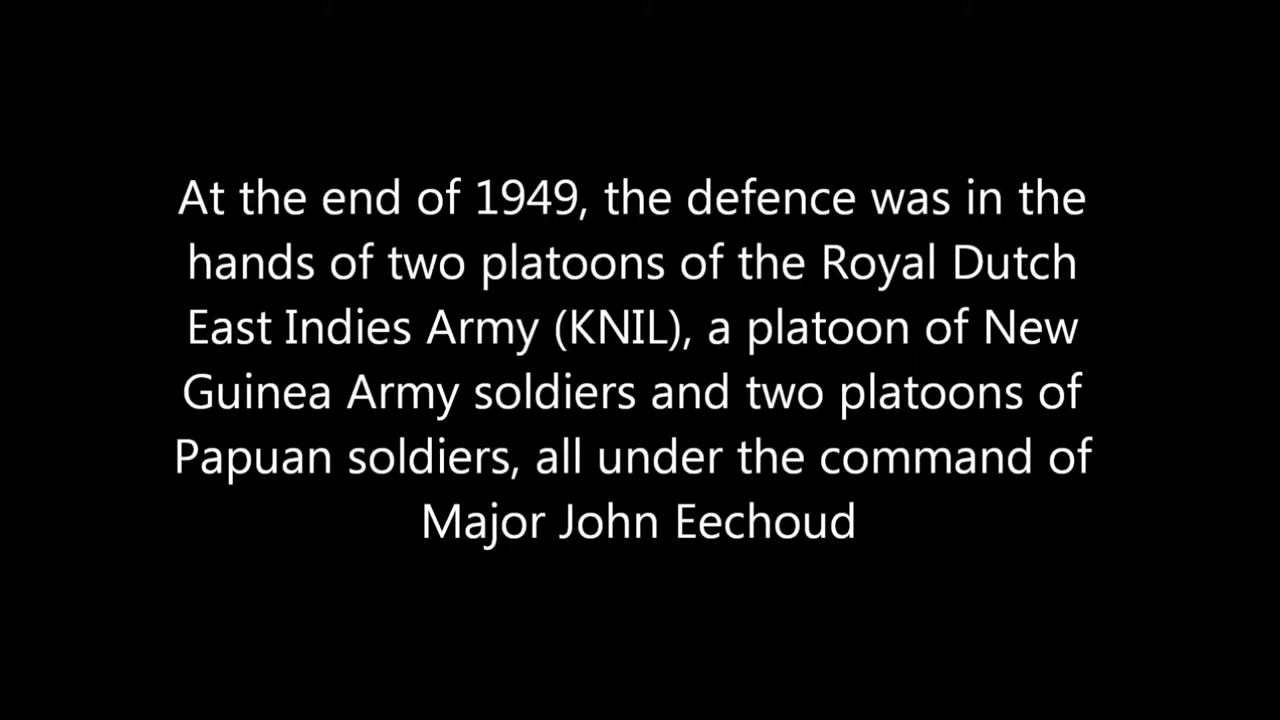 At the end of 1949, the defence was in the
hands of two platoons of the Royal Dutch
East Indies Army (KNIL), a platoon of New
Guinea Army soldiers and two platoons of
Papuan soldiers, all under the command of
Major John Eechoud